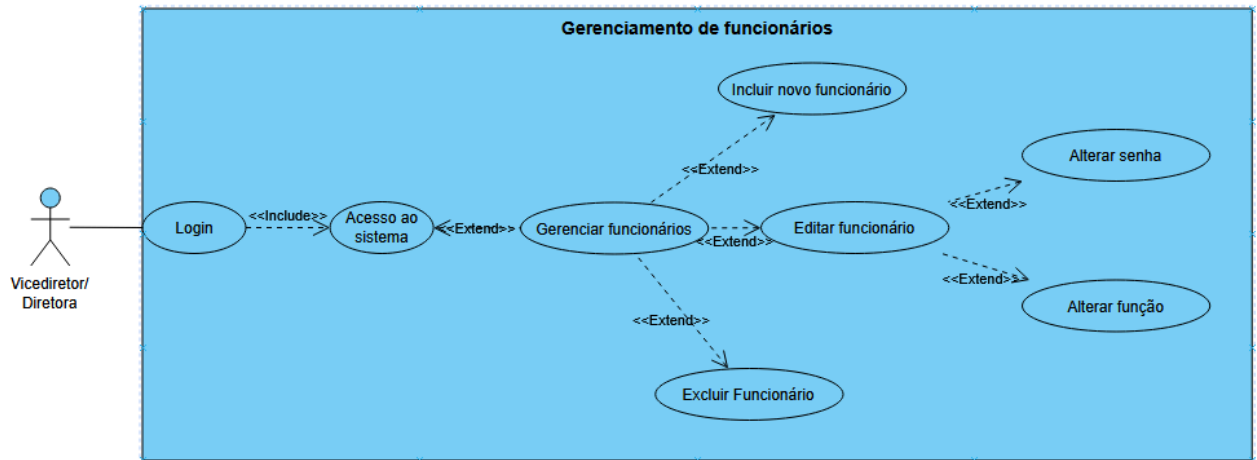 Gerenciamento de funcionários
Incluir novo funcionário
<<Extend>>
Alterar senha
<<Extend>>
Login
<<Include>>
Acesso ao
sistema
<<Extend>>
Gerenciar funcionários
<<Extend>>
Editar funcionário
Vicediretor/
Diretora
<<Extend>>
Alterar função
<<Extend>>
Excluir Funcionário